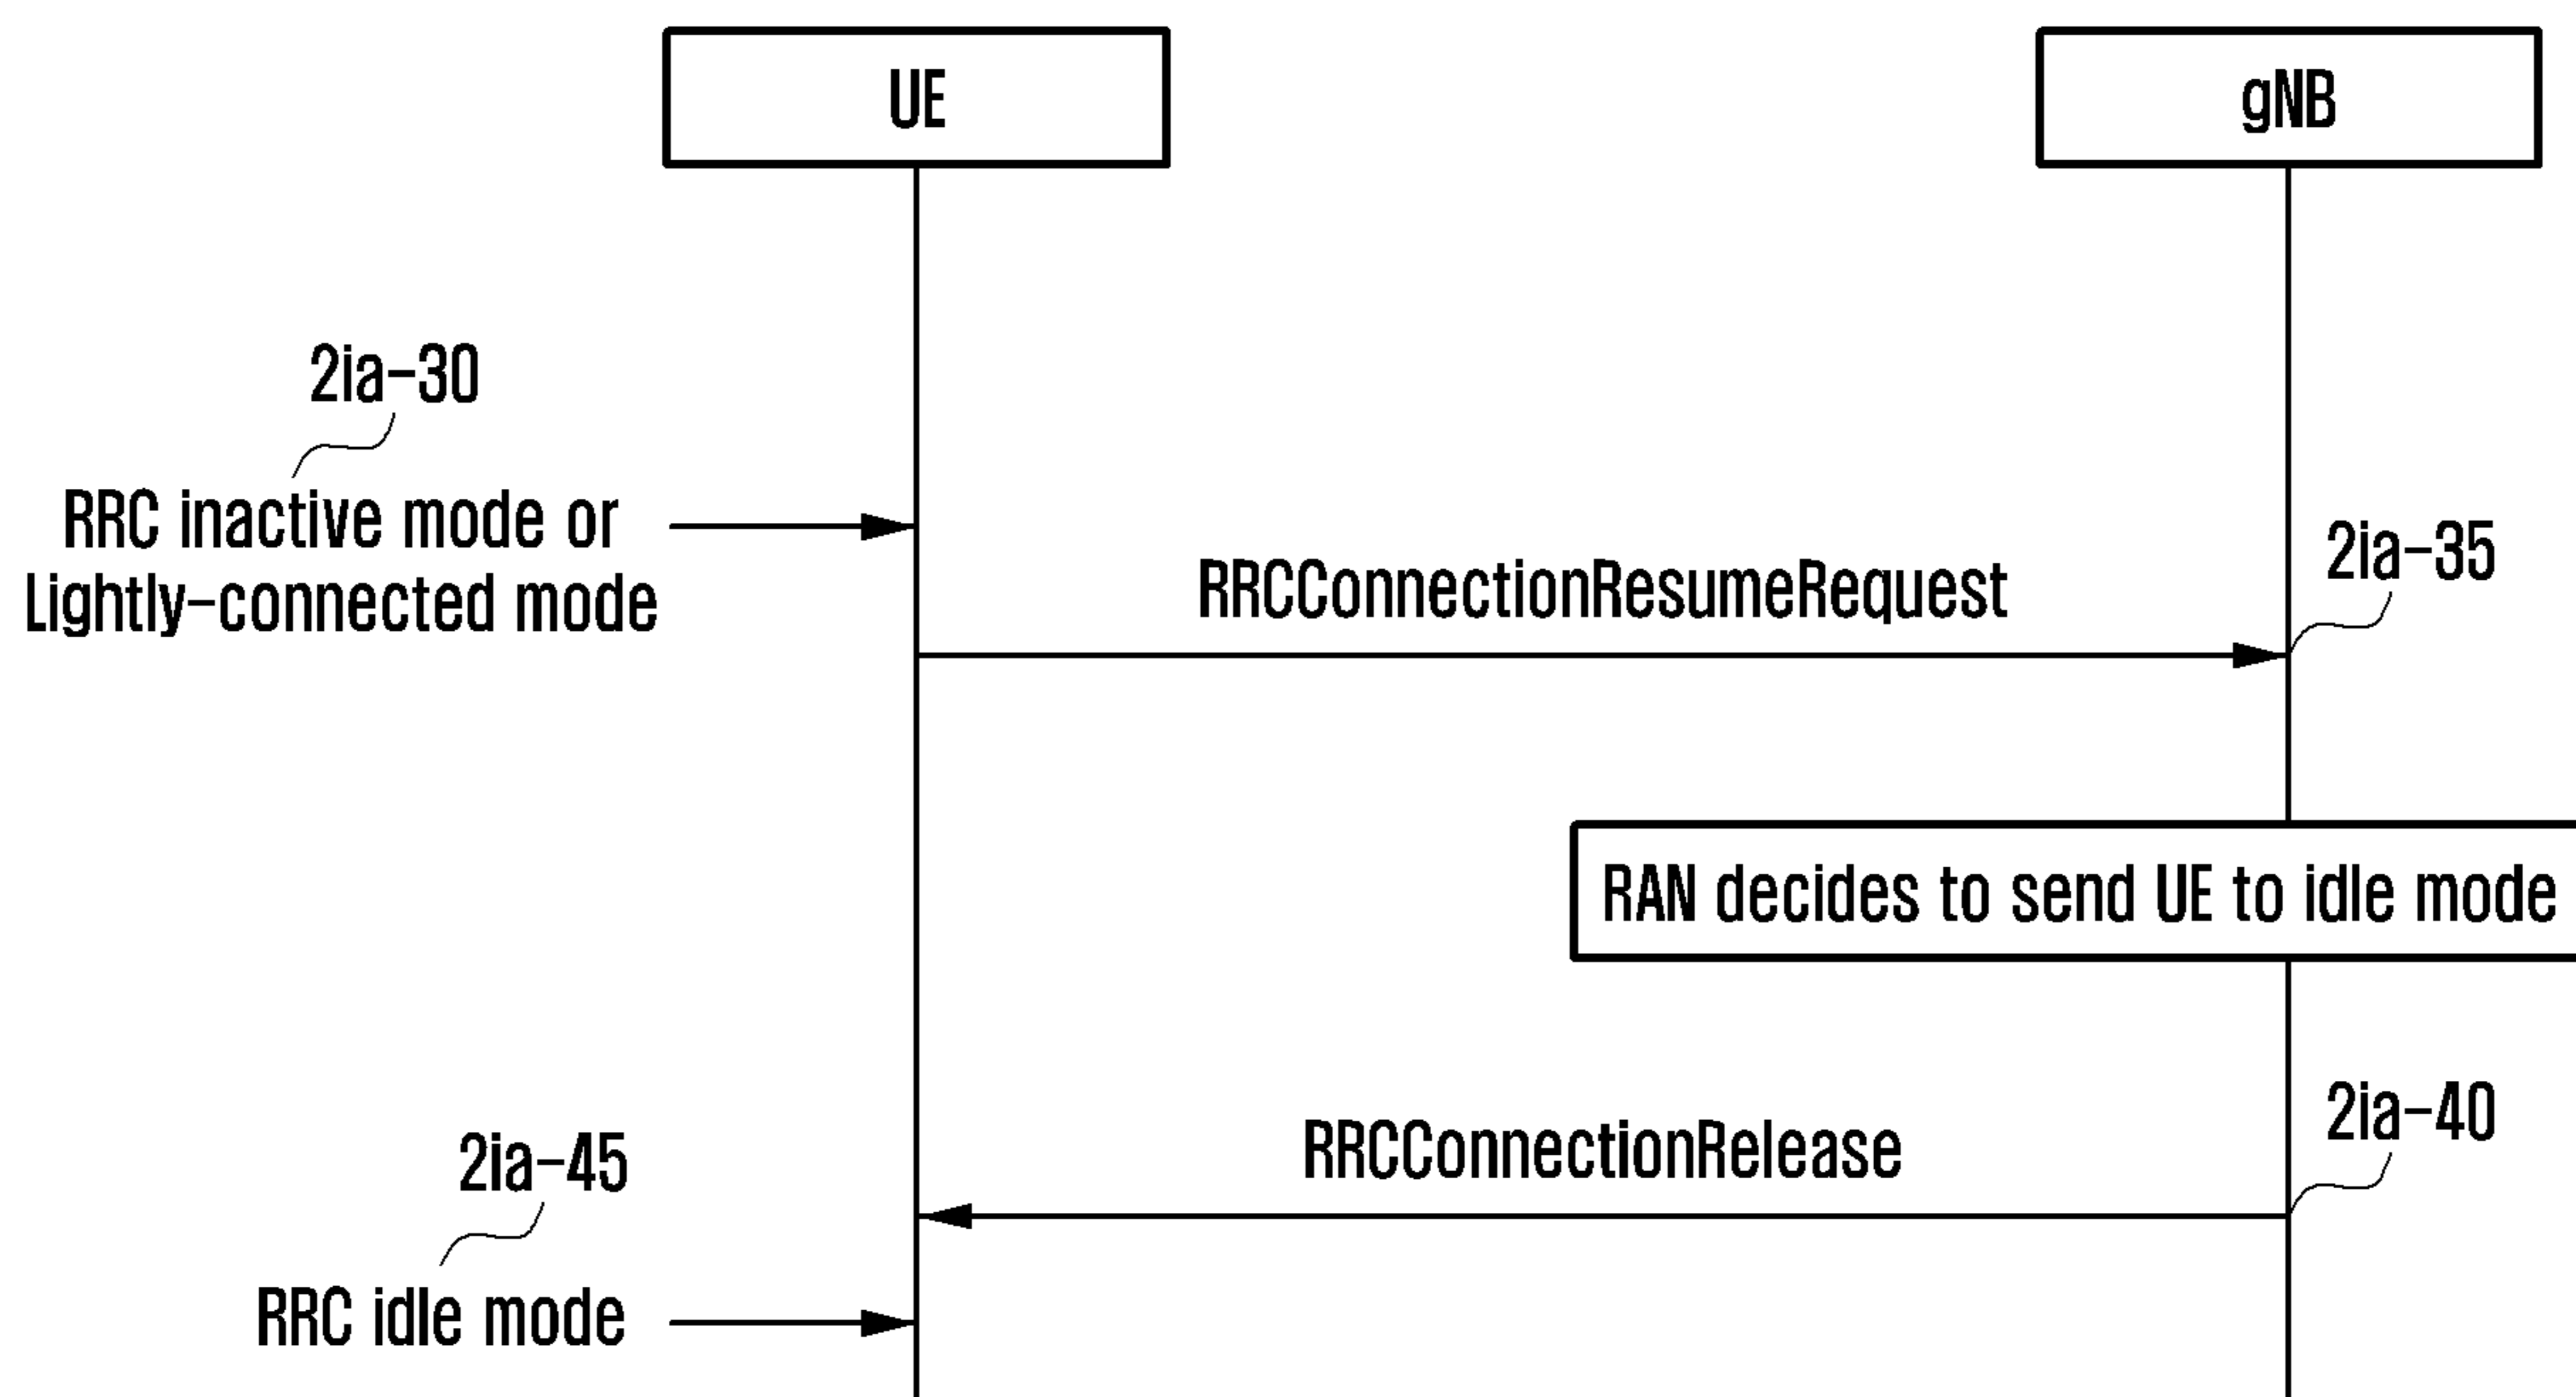 UE
gNB
2ia-30
RRC inactive mode or
Lightly-connected mode
2ia-35
RRCConnectionResumeRequest
RAN decides to send UE to idle mode
2ia-40
RRCConnectionRelease
2ia-45
RRC idle mode